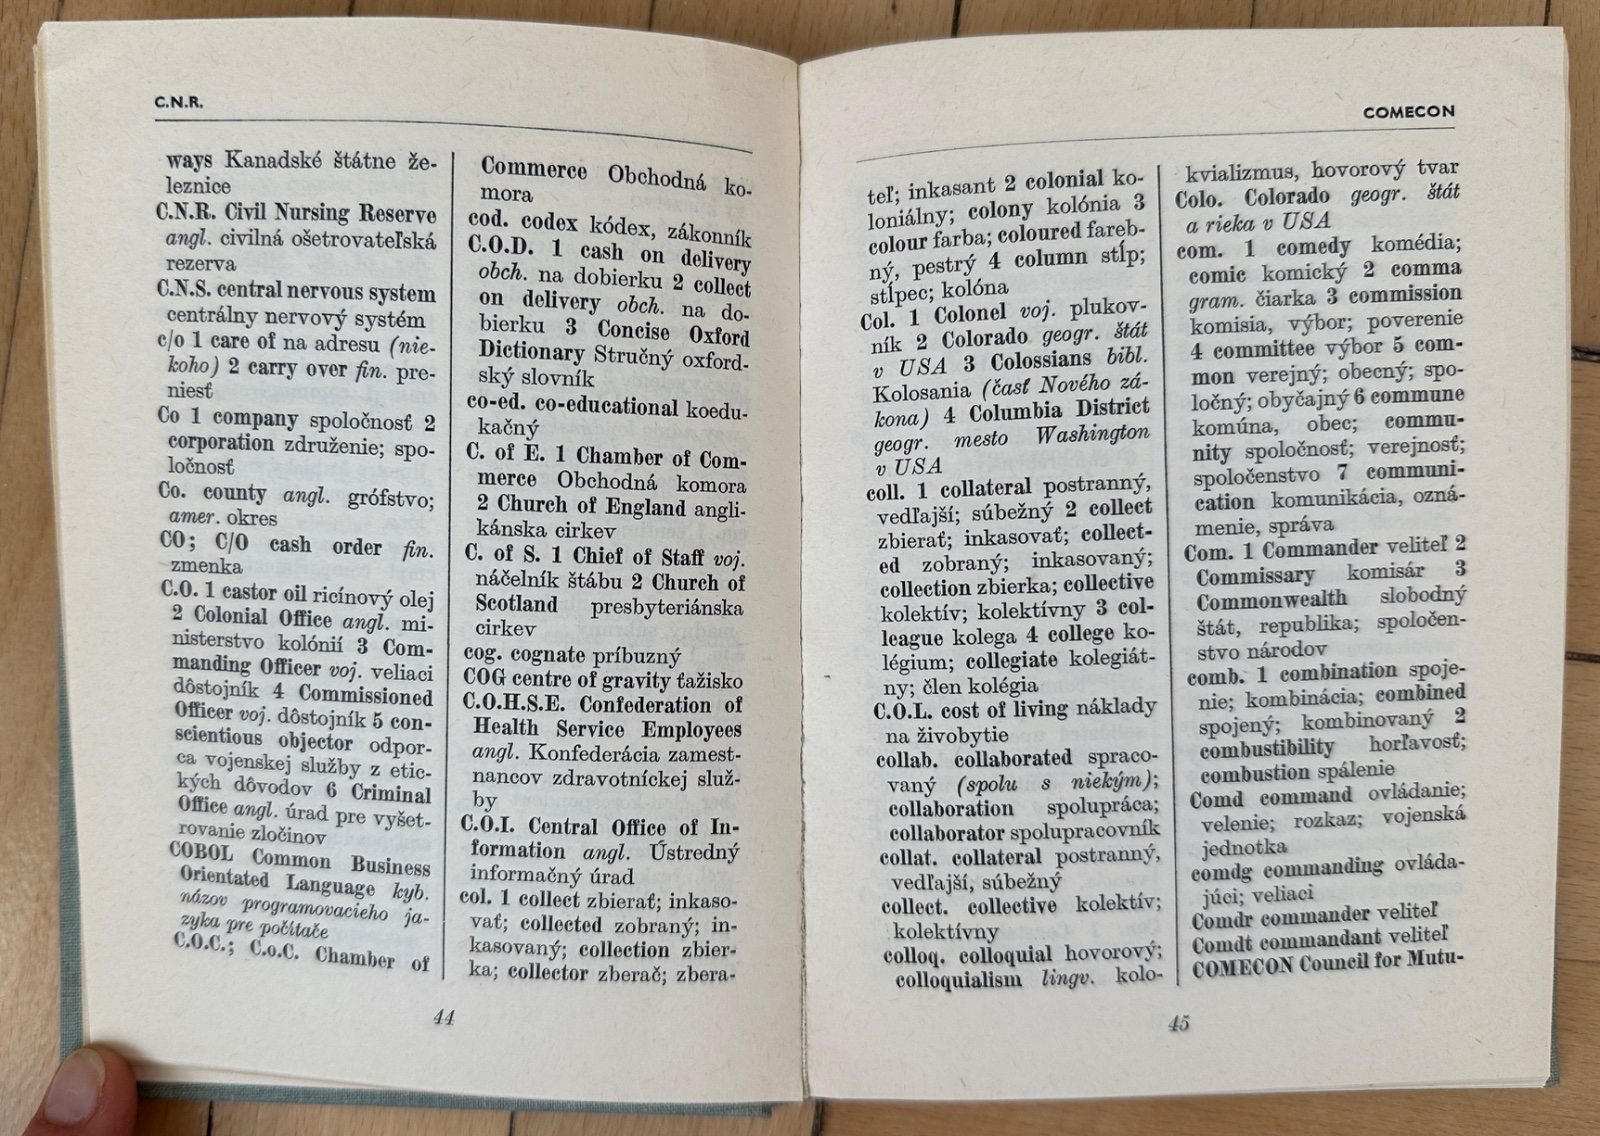 C.N.R.
ways Kanadské štátne že-
leznice
C.N.R. Civil Nursing Reserve
angl. civilná ošetrovateľská
rezerva
C.N.S. central nervous system
centrálny nervový systém
c/o 1 care of na adresu (nie-
koho) 2 carry over fin. pre-
niesť
Co 1 company spoločnosť 2
corporation združenie; spo-
ločnosť
Co. county angl. grófstvo;
amer. okres
CO; C/O cash order fin.
zmenka
C.O. 1 castor oil ricínový olej
2 Colonial Office angl. mi-
nisterstvo kolónií 3 Com-
manding Officer voj. veliaci
dôstojník 4 Commissioned
Officer voj. dôstojník 5 con-
scientious objector odpor-
ca vojenskej služby z etic-
kých dôvodov 6 Criminal
Office angl. úrad pre vyšet-
rovanie zločinov
COBOL Common Business
Orientated Language kyb.
názov programovacieho ja-
zyka pre počítače
C.O.C.; C.o.C. Chamber of
Commerce Obchodná ko-
mora
cod. codex kódex, zákonník
C.O.D. 1 cash on delivery
obch. na dobierku 2 collect
on delivery obch. na do-
bierku 3 Concise Oxford
Dictionary Stručný oxford-
ský slovník
co-ed. co-educational koedu-
kačný
C. of E. 1 Chamber of Com-
merce Obchodná komora
2 Church of England angli-
kánska cirkev
C. of S. 1 Chief of Staff voj.
náčelník štábu 2 Church of
Scotland presbyteriánska
cirkev
cog. cognate príbuzný
COG centre of gravity ťažisko
C.O.H.S.E. Confederation of
Health Service Employees
angl. Konfederácia zamest-
nancov zdravotníckej služ-
by
C.O.I. Central Office of In-
formation angl. Ústredný
informačný úrad
col. 1 collect zbierať; inkaso-
vať; collected zobraný; in-
kasovaný; collection zbier-
ka; collector zberač; zbera-
44
COMECON
teľ; inkasant 2 colonial ko-
loniálny; colony kolónia 3
colour farba; coloured fareb-
ný, pestrý 4 column stĺp;
stĺpec; kolóna
Col. 1 Colonel voj. plukov-
ník 2 Colorado geogr. štát
v USA 3 Colossians bibl.
Kolosania (časť Nového zá-
kona) 4 Columbia District
geogr. mesto Washington
v USA
coll. 1 collateral postranný,
vedľajší; súbežný 2 collect
zbierať; inkasovať; collect-
ed zobraný; inkasovaný;
collection zbierka; collective
kolektív; kolektívny 3 col-
league kolega 4 college ko-
légium; collegiate kolegiát-
ny; člen kolégia
C.O.L. cost of living náklady
na živobytie
collab. collaborated spraco-
vaný (spolu s niekým);
collaboration spolupráca;
collaborator spolupracovník
collat. collateral postranný,
vedľajší, súbežný
collect. collective kolektív;
kolektívny
colloq. colloquial hovorový;
colloquialism lingv. kolo-
kvializmus, hovorový tvar
Colo. Colorado geogr. štát
a rieka v USA
com. 1 comedy komédia;
comic komický 2 comma
gram. čiarka 3 commission
komisia, výbor; poverenie
4 committee výbor 5 com-
mon verejný; obecný; spo-
ločný; obyčajný 6 commune
komúna, obec; commu-
nity spoločnosť; verejnosť;
spoločenstvo 7 communi-
cation komunikácia, ozná-
menie, správa
Com. 1 Commander veliteľ 2
Commissary komisár 3
Commonwealth slobodný
štát, republika; spoločen-
stvo národov
comb. 1 combination spoje-
nie; kombinácia; combined
spojený; kombinovaný 2
combustibility horľavosť;
combustion spálenie
Comd command ovládanie;
velenie; rozkaz; vojenská
jednotka
comdg commanding ovláda-
júci; veliaci
Comdr commander veliteľ
Comdt commandant veliteľ
COMECON Council for Mutu-
45